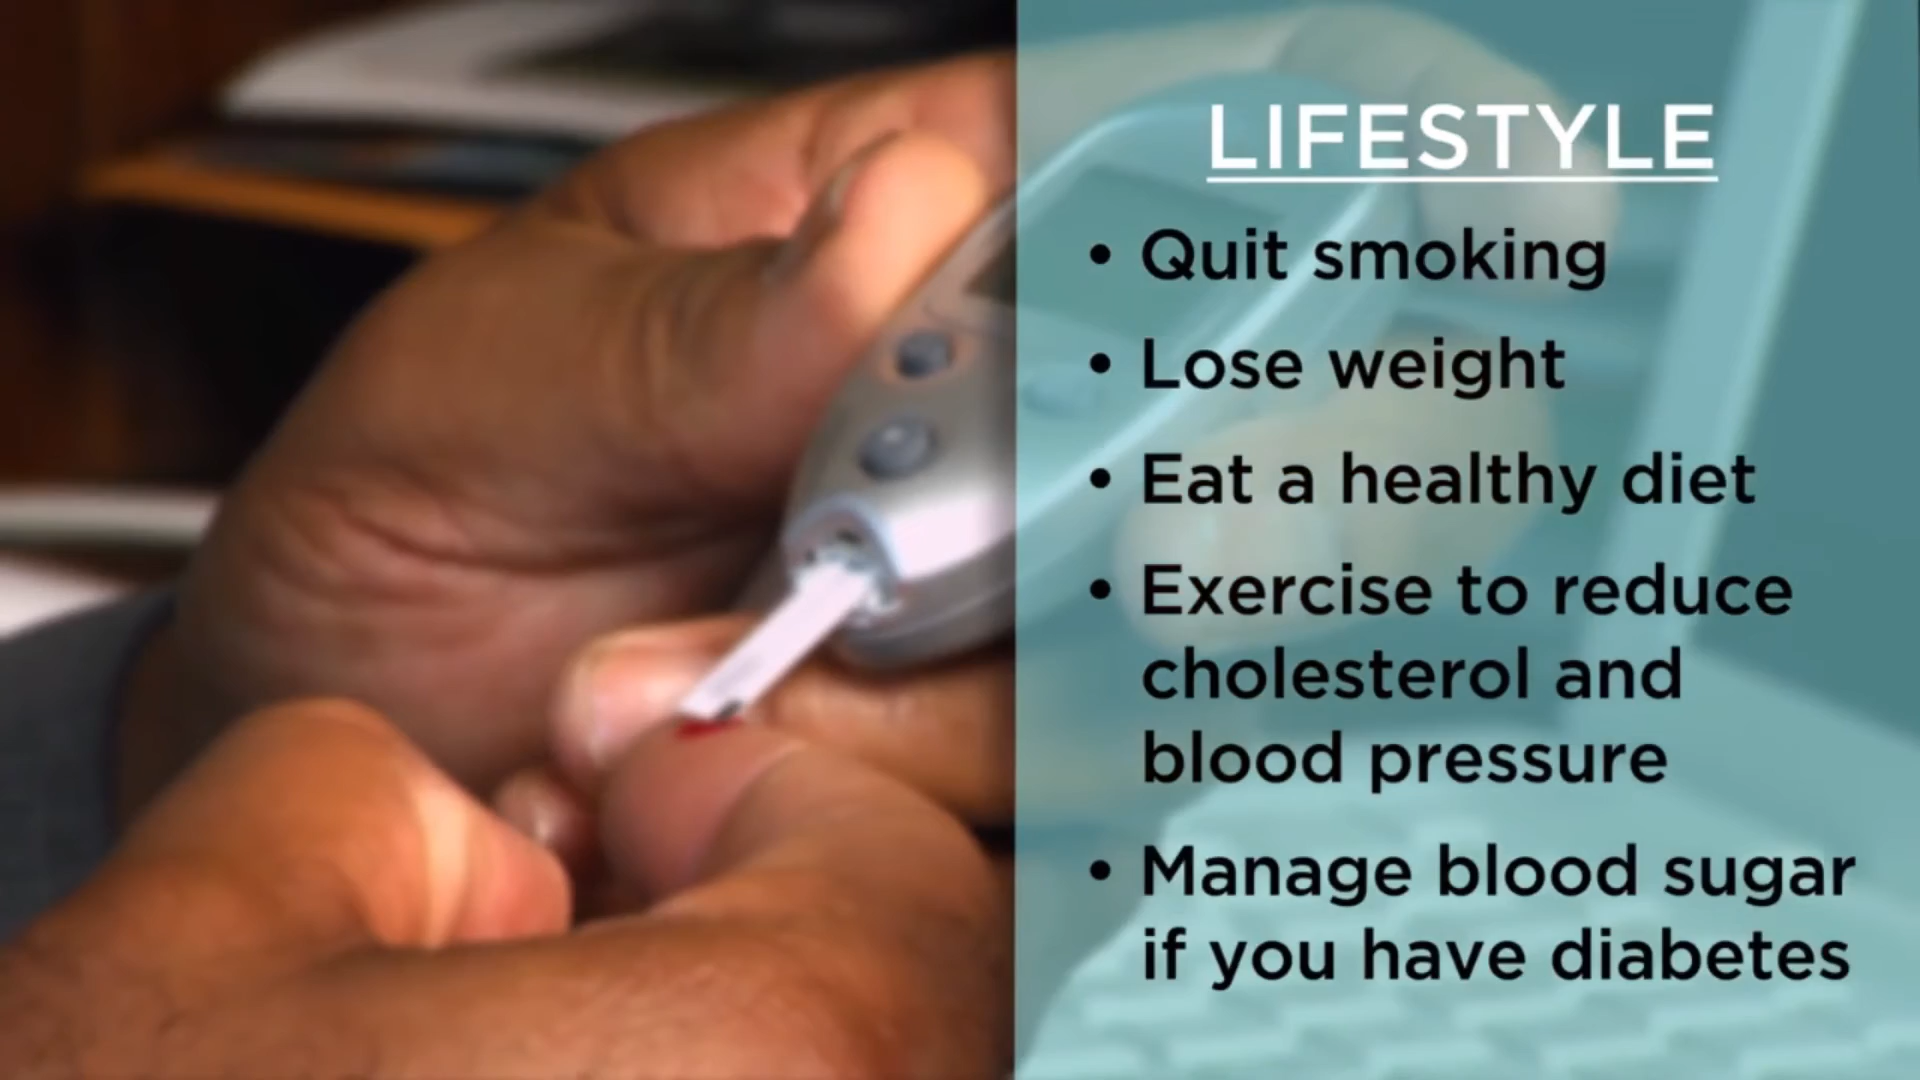 LIFESTYLE
• Quit smoking
• Lose weight
• Eat a healthy diet
• Exercise to reduce
cholesterol and
blood pressure
• Manage blood sugar
if you have diabetes